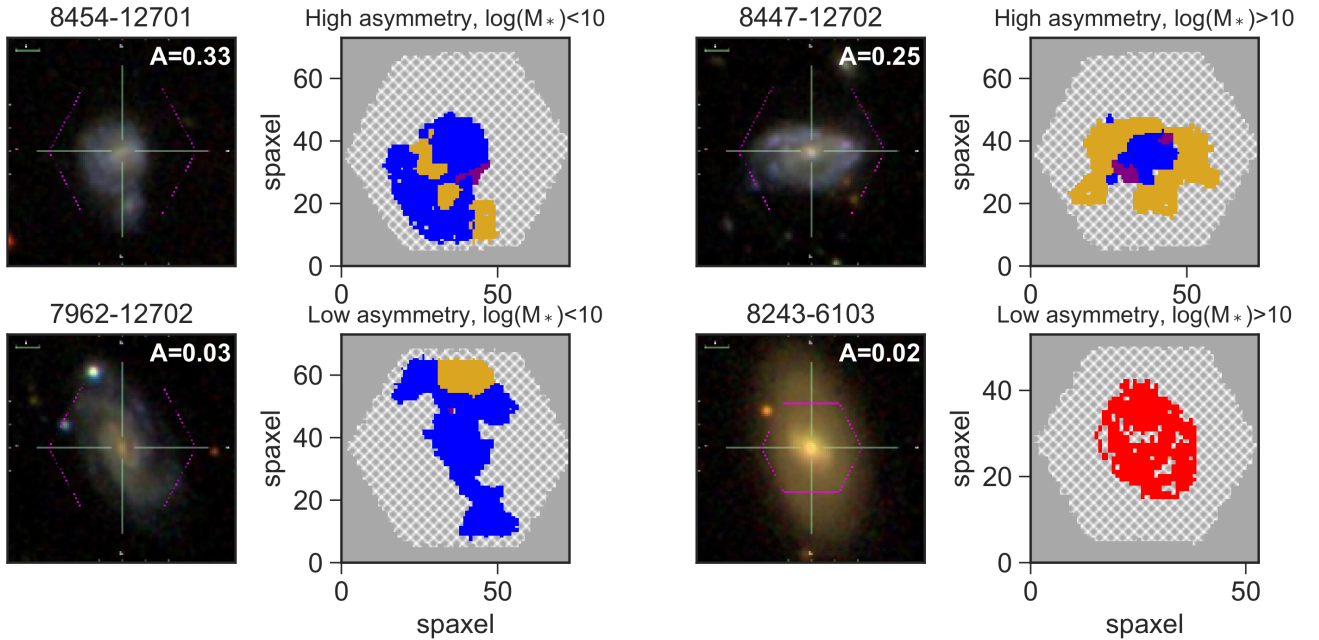 8454-12701
High asymmetry, log(M*)<10
8447-12702
High asymmetry, log(M*)>10
A=0.33
60
40
20
0
spaxel
0
50
A=0.25
60
40
20
0
spaxel
0
50
7962-12702
Low asymmetry, log(M*)<10
8243-6103
Low asymmetry, log(M*)>10
A=0.03
60
40
20
0
spaxel
0
50
spaxel
A=0.02
40
20
0
spaxel
0
50
spaxel